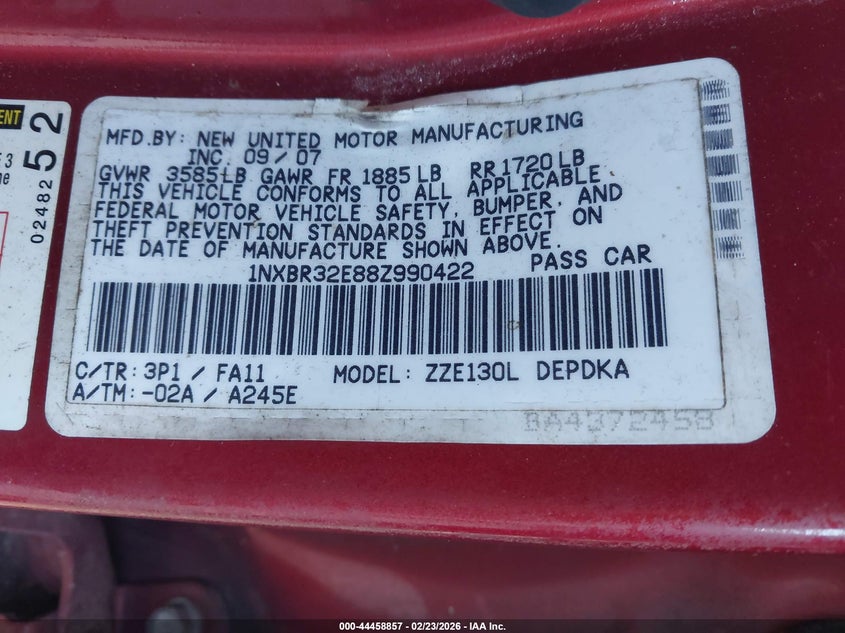 MFD.BY: NEW UNITED MOTOR MANUFACTURING
INC. 09/07
GVWR 3585LB GAWR FR 1885LB RR1720LB
THIS VEHICLE CONFORMS TO ALL APPLICABLE
FEDERAL MOTOR VEHICLE SAFETY, BUMPER, AND
THEFT PREVENTION STANDARDS IN EFFECT ON
THE DATE OF MANUFACTURE SHOWN ABOVE.
1NXBR32E88Z990422 PASS CAR
C/TR: 3P1 / FA11 MODEL: ZZE130L DEPDKA
A/TM: -02A / A245E
BA4372458
02482 52
000-44458857 - 02/23/2026 - IAA Inc.